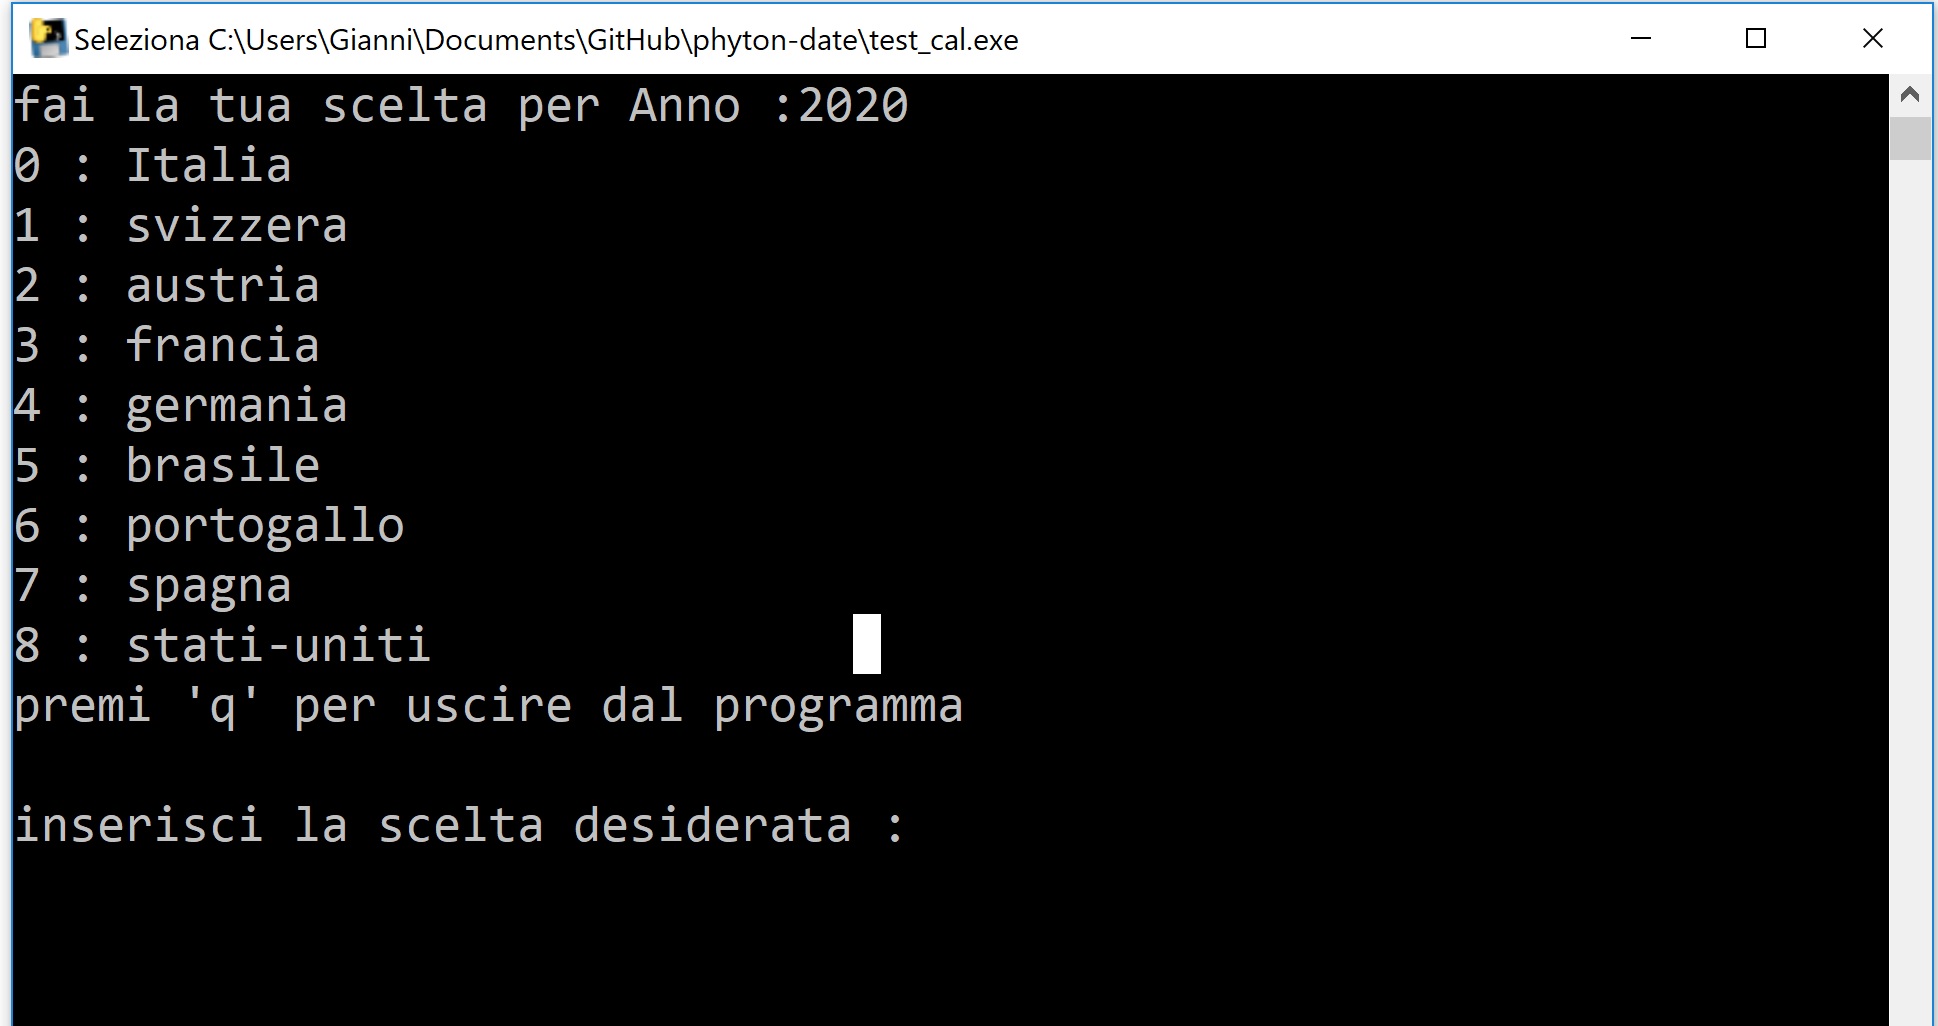 Seleziona C:\Users\Gianni\Documents\GitHub\phyton-date\test_cal.exe
fai la tua scelta per Anno :2020
0 : Italia
1 : svizzera
2 : austria
3 : francia
4 : germania
5 : brasile
6 : portogallo
7 : spagna
8 : stati-uniti
premi 'q' per uscire dal programma
inserisci la scelta desiderata :